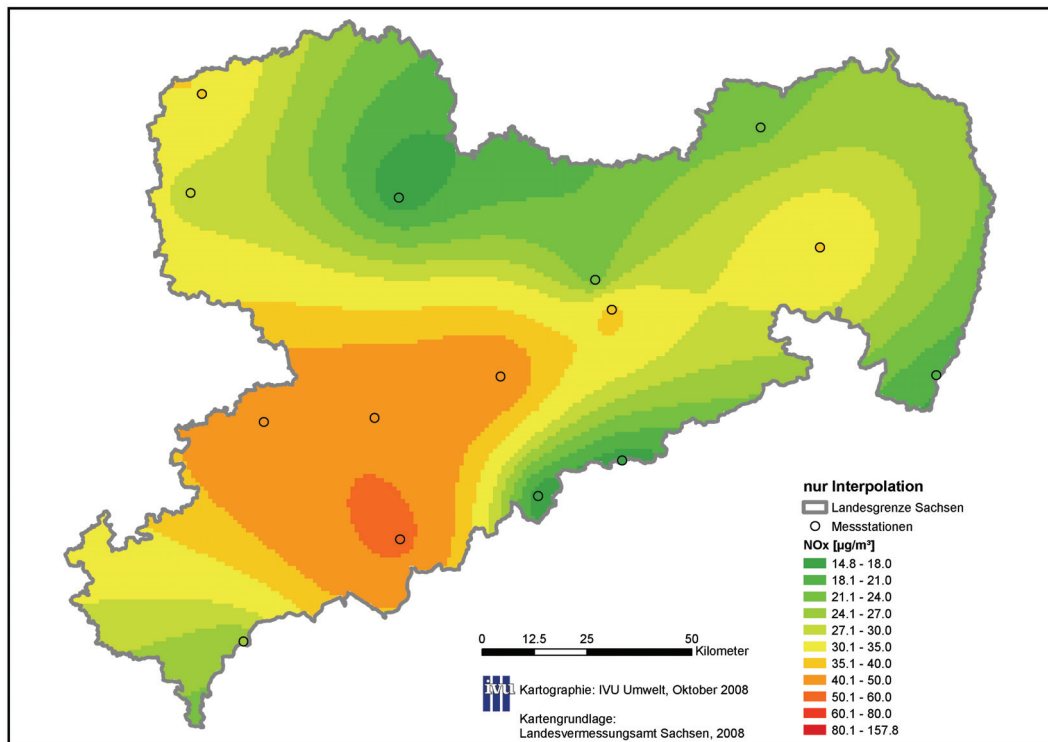 nur Interpolation
Landesgrenze Sachsen
Messstationen
NOx [µg/m³]
14.8 - 18.0
18.1 - 21.0
21.1 - 24.0
24.1 - 27.0
27.1 - 30.0
30.1 - 35.0
35.1 - 40.0
40.1 - 50.0
50.1 - 60.0
60.1 - 80.0
80.1 - 157.8
0 12.5 25 50
Kilometer
ivu
Kartographie: IVU Umwelt, Oktober 2008
Kartengrundlage:
Landesvermessungsamt Sachsen, 2008